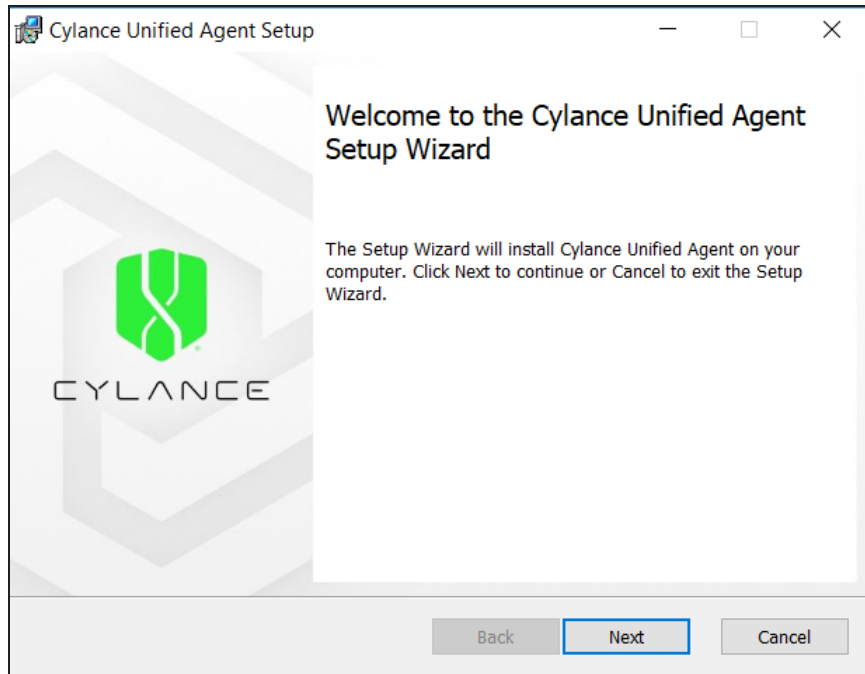 Cylance Unified Agent Setup
Welcome to the Cylance Unified Agent
Setup Wizard
The Setup Wizard will install Cylance Unified Agent on your
computer. Click Next to continue or Cancel to exit the Setup
Wizard.
CYLANCE
Back
Next
Cancel